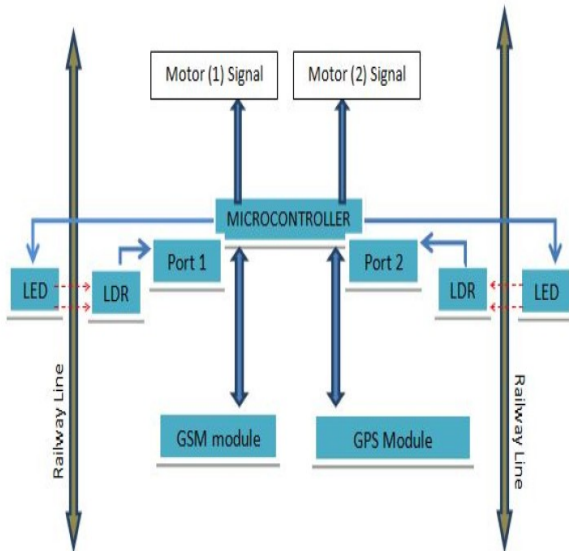 Motor (1) Signal
Motor (2) Signal
MICROCONTROLLER
Port 1
Port 2
LED
LDR
LDR
LED
Railway Line
Railway Line
GSM module
GPS Module